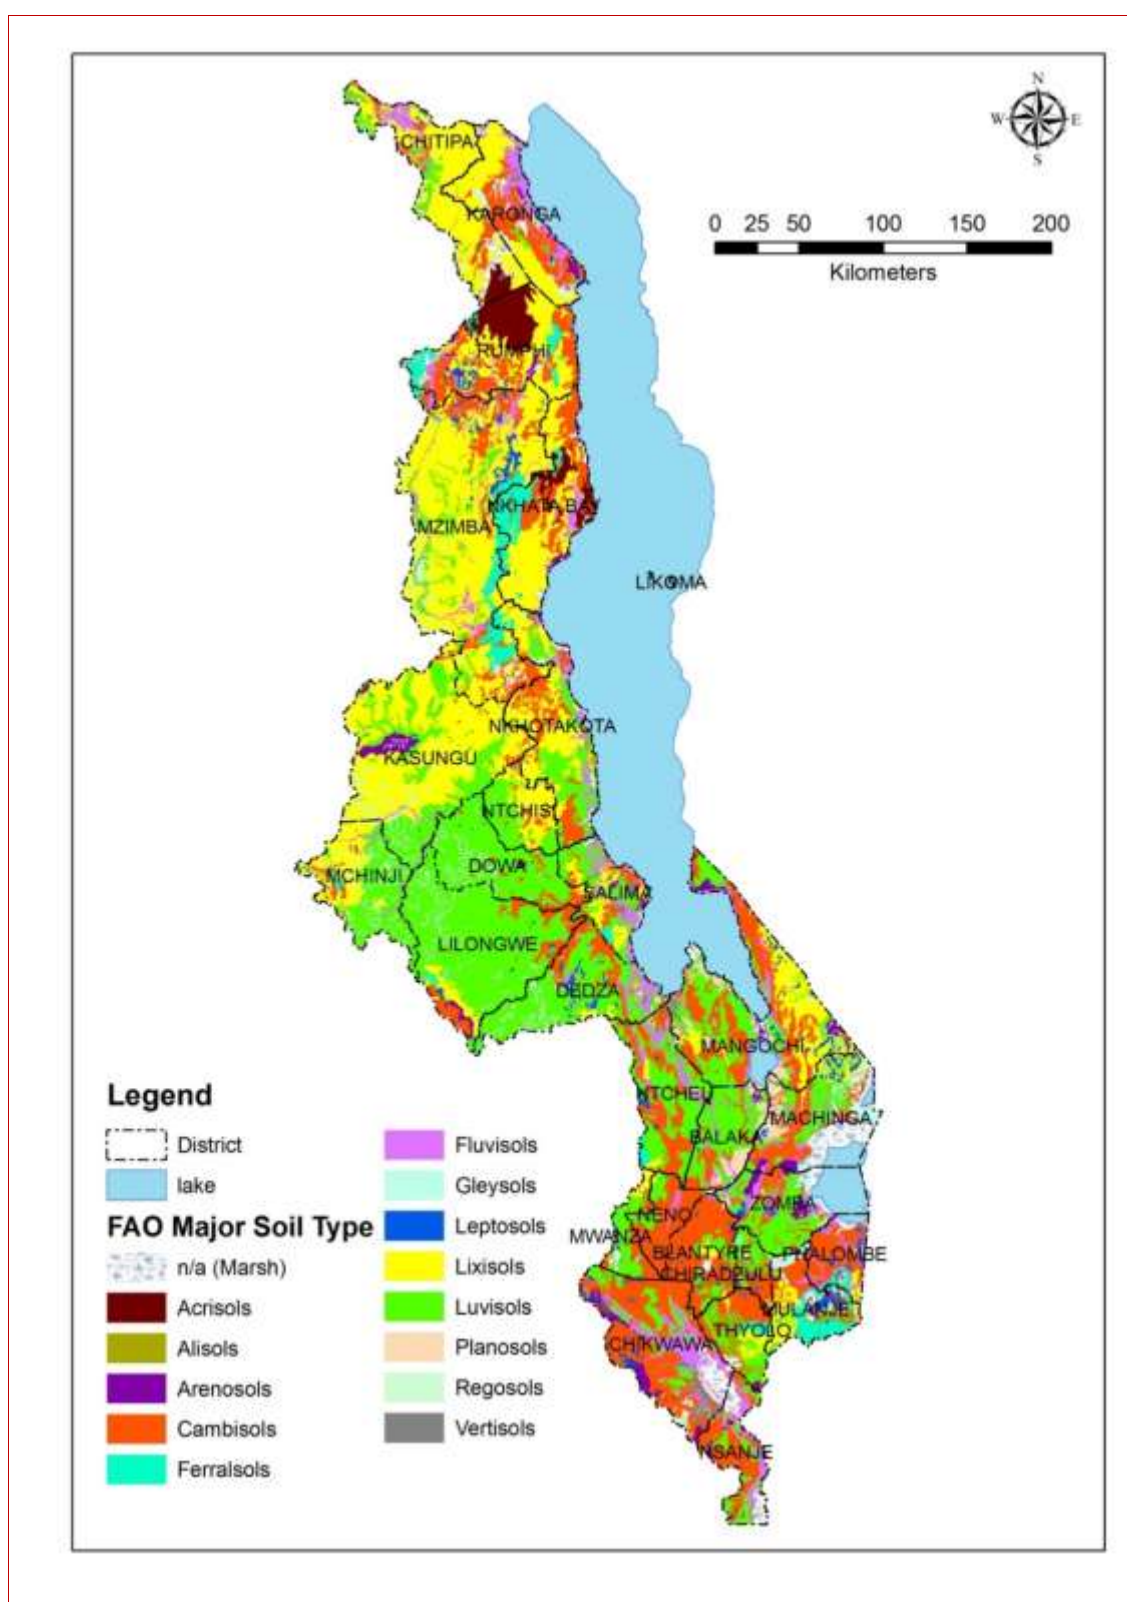 N
W E
S
CHITIPA
KARONGA
0 25 50 100 150 200
Kilometers
RUMPHI
NKHATA BAY
MZIMBA
LIKOMA
NKHOTAKOTA
KASUNGU
NTCHISI
DOWA
MCHINJI
SALIMA
LILONGWE
DEDZA
MANGOCHI
NTCHEU
MACHINGA
BALAKA
ZOMBA
NENO
MWANZA
BLANTYRE
PHALOMBE
CHIRADZULU
MULANJE
THYOLO
CHIKWAWA
NSANJE
Legend
District
lake
FAO Major Soil Type
n/a (Marsh)
Acrisols
Alisols
Arenosols
Cambisols
Ferralsols
Fluvisols
Gleysols
Leptosols
Lixisols
Luvisols
Planosols
Regosols
Vertisols